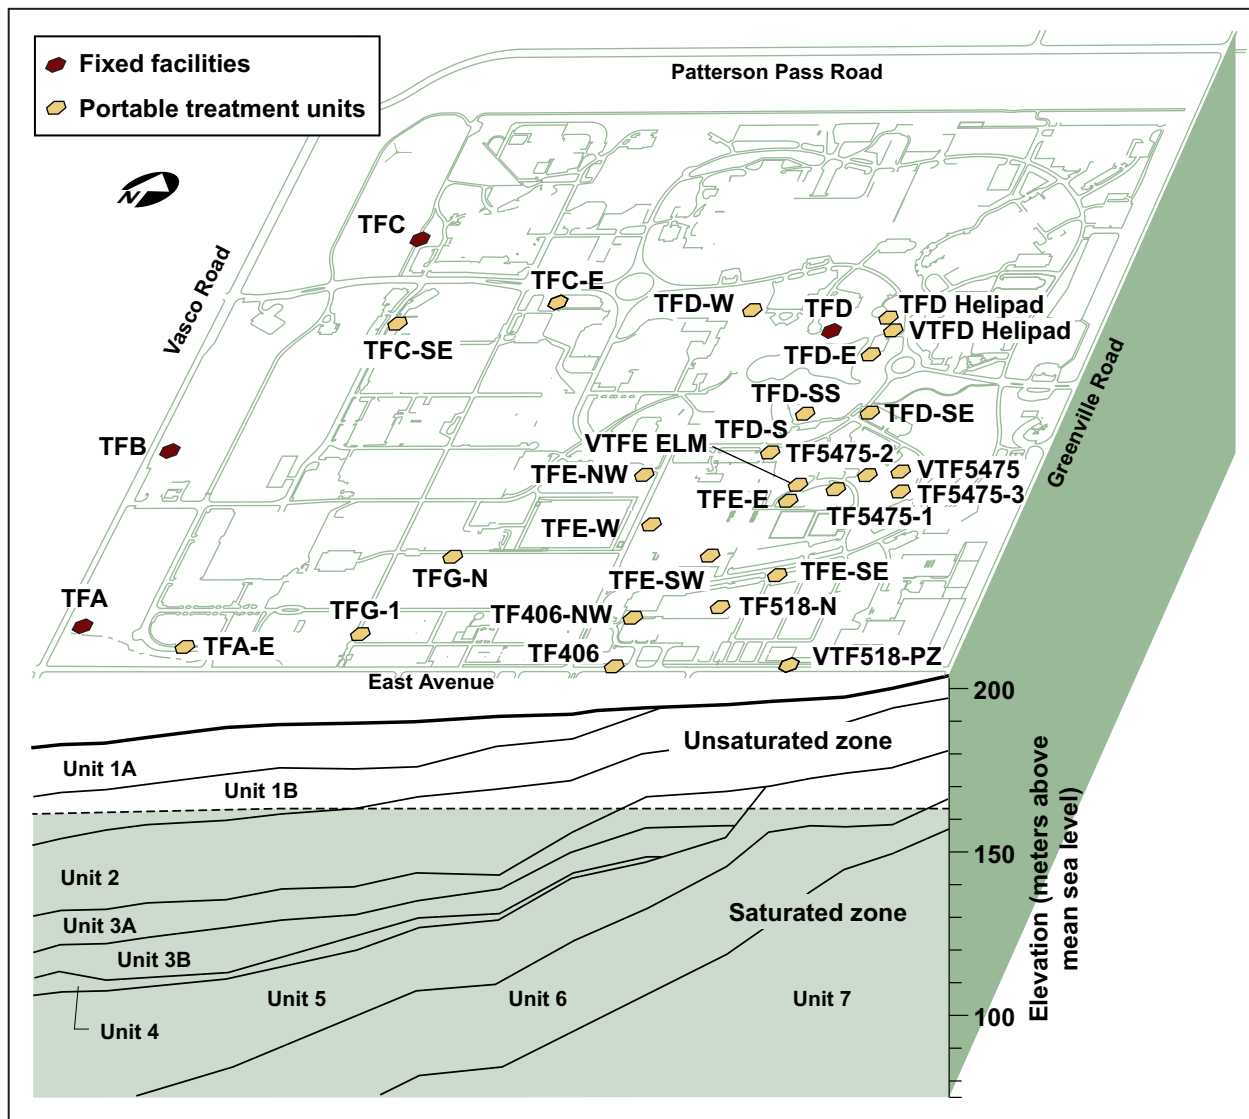 Fixed facilities
Portable treatment units
Patterson Pass Road
N
Vasco Road
Greenville Road
TFC
TFC-E
TFC-SE
TFD-W
TFD
TFD Helipad
VTFD Helipad
TFD-E
TFD-SS
TFD-SE
TFD-S
VTFE ELM
TF5475-2
VTF5475
TFB
TFE-NW
TFE-E
TF5475-3
TF5475-1
TFE-W
TFG-N
TFE-SW
TFE-SE
TFA
TFG-1
TF406-NW
TF518-N
TFA-E
TF406
VTF518-PZ
East Avenue
200
Unsaturated zone
Unit 1A
Unit 1B
150
Unit 2
Saturated zone
Unit 3A
Unit 3B
Unit 5
Unit 6
Unit 7
100
Unit 4
Elevation (meters above
mean sea level)